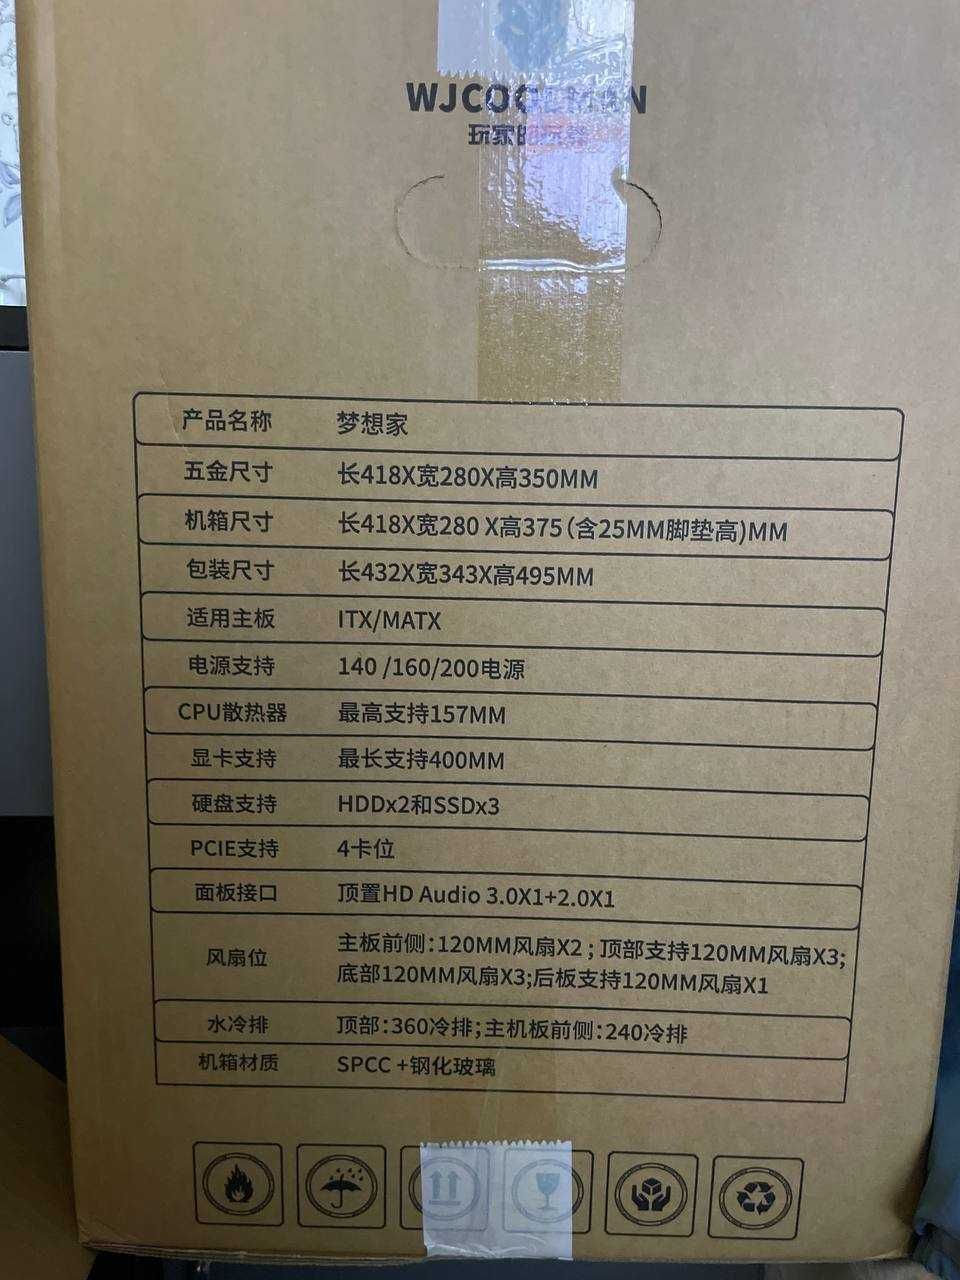 WJCOOLMAN
玩家的
产品名称 梦想家
五金尺寸 长418X宽280X高350MM
机箱尺寸 长418X宽280 X高375(含25MM脚垫高)MM
包装尺寸 长432X宽343X高495MM
适用主板 ITX/MATX
电源支持 140 /160/200电源
CPU散热器 最高支持157MM
显卡支持 最长支持400MM
硬盘支持 HDDx2和SSDx3
PCIE支持 4卡位
面板接口 顶置HD Audio 3.0X1+2.0X1
风扇位 主板前侧:120MM风扇X2 ; 顶部支持120MM风扇X3;
底部120MM风扇X3;后板支持120MM风扇X1
水冷排 顶部:360冷排;主机板前侧:240冷排
机箱材质 SPCC +钢化玻璃